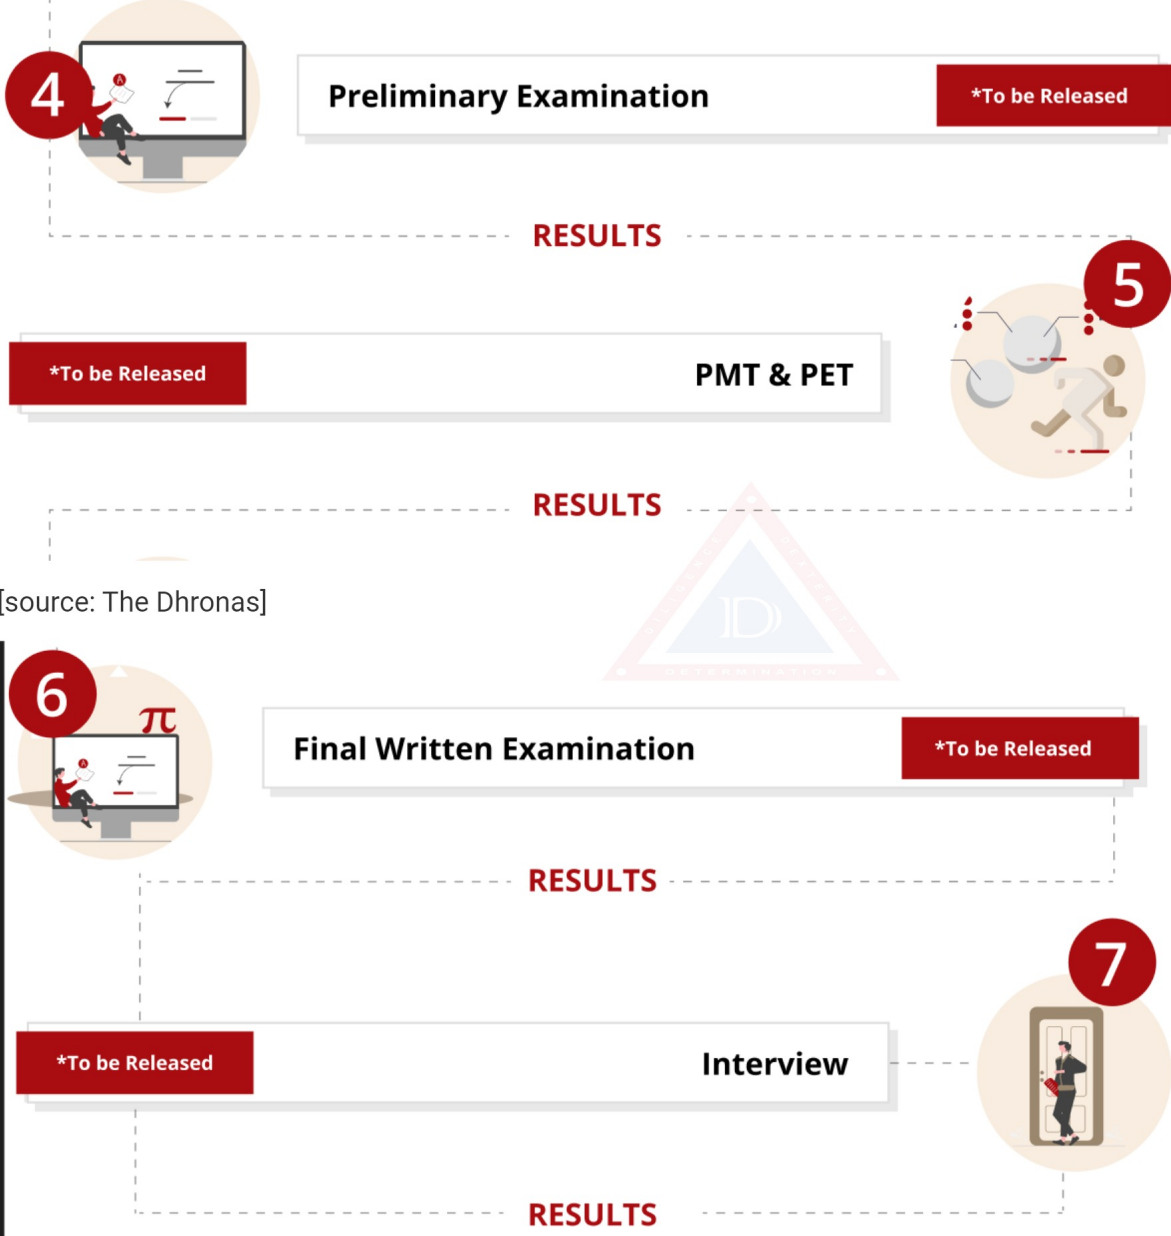 4
Preliminary Examination
*To be Released
RESULTS
5
*To be Released
PMT & PET
RESULTS
[source: The Dhronas]
D
DETERMINATION
6
π
Final Written Examination
*To be Released
RESULTS
7
*To be Released
Interview
RESULTS